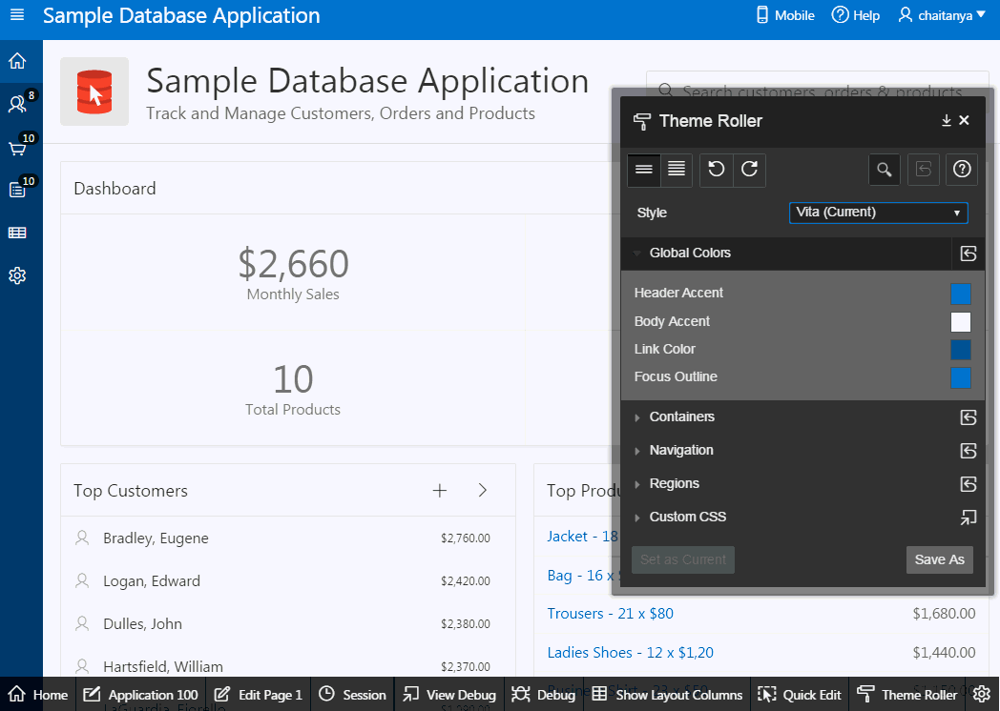 Sample Database Application
Mobile
Help
chaitanya
8
10
10
Sample Database Application
Track and Manage Customers, Orders and Products
Search customers, orders & products
Dashboard
$2,660
Monthly Sales
10
Total Products
Theme Roller
Style
Vita (Current)
Global Colors
Header Accent
Body Accent
Link Color
Focus Outline
Containers
Navigation
Regions
Custom CSS
Set as Current
Save As
Top Customers
Bradley, Eugene $2,760.00
Logan, Edward $2,420.00
Dulles, John $2,380.00
Hartsfield, William $2,370.00
Top Produ
Jacket - 18
Bag - 16 x
Trousers - 21 x $80 $1,680.00
Ladies Shoes - 12 x $1,20 $1,440.00
Home
Application 100
Edit Page 1
Session
View Debug
Debug
Show Layout Columns
Quick Edit
Theme Roller